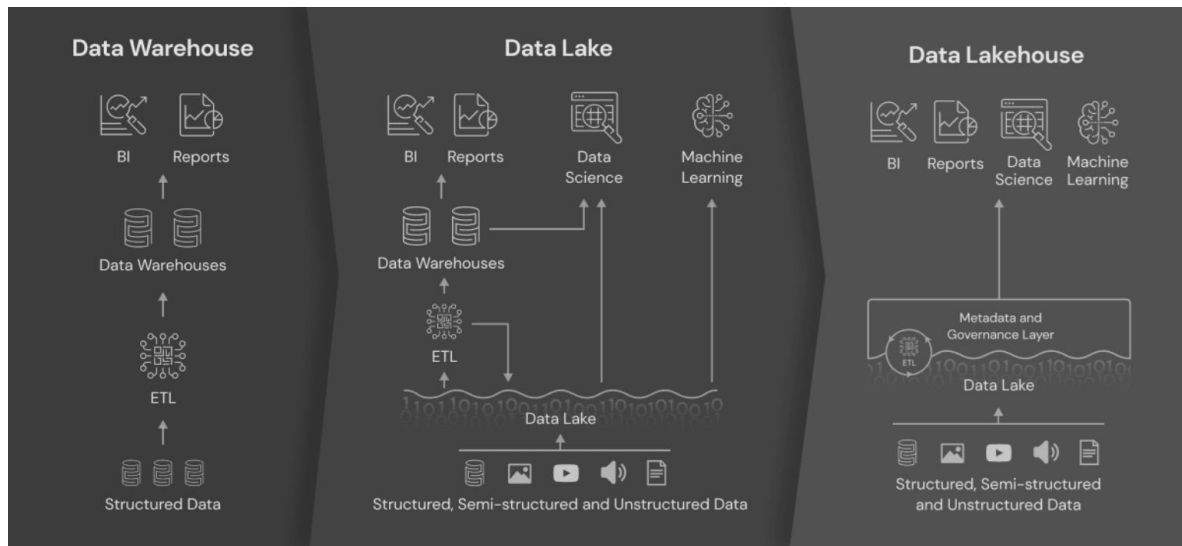 Data Warehouse
BI
Reports
Data Warehouses
ETL
Structured Data
Data Lake
BI
Reports
Data
Science
Machine
Learning
Data Warehouses
ETL
Data Lake
Structured, Semi-structured and Unstructured Data
Data Lakehouse
BI
Reports
Data
Science
Machine
Learning
Metadata and
Governance Layer
ETL
Data Lake
Structured, Semi-structured
and Unstructured Data